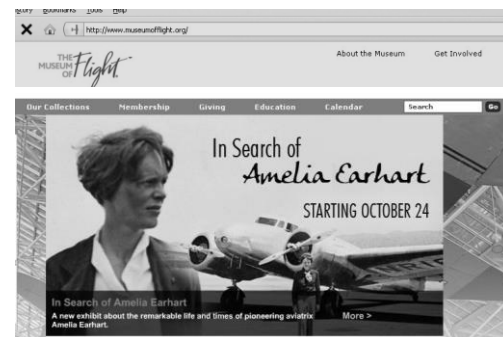 story Bookmarks Tools Help
http://www.museumofflight.org/
THE MUSEUM OF Flight
About the Museum Get Involved
Our Collections Membership Giving Education Calendar Search Go
In Search of
Amelia Earhart
STARTING OCTOBER 24
In Search of Amelia Earhart
A new exhibit about the remarkable life and times of pioneering aviatrix
Amelia Earhart.
More >